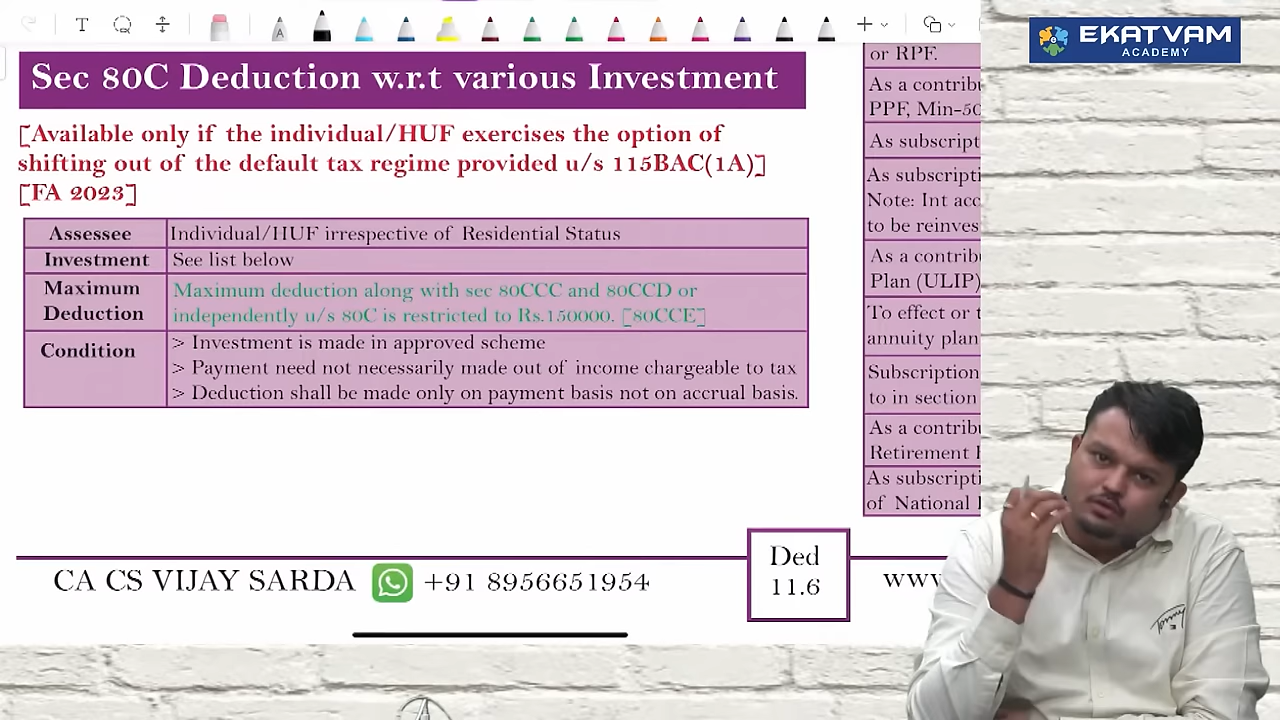 T
A
EKATVAM
ACADEMY
Sec 80C Deduction w.r.t various Investment
[Available only if the individual/HUF exercises the option of
shifting out of the default tax regime provided u/s 115BAC(1A)]
[FA 2023]
Assessee Individual/HUF irrespective of Residential Status
Investment See list below
Maximum Deduction
Maximum deduction along with sec 80CCC and 80CCD or
independently u/s 80C is restricted to Rs.150000. [80CCE]
Condition
> Investment is made in approved scheme
> Payment need not necessarily made out of income chargeable to tax
> Deduction shall be made only on payment basis not on accrual basis.
or RPF.
As a contribu
PPF, Min-50
As subscript
As subscripti
Note: Int acc
to be reinves
As a contrib
Plan (ULIP)
To effect or t
annuity plan
Subscription
to in section
As a contribu
Retirement
As subscripti
of National
CA CS VIJAY SARDA +91 8956651954
Ded
11.6
www